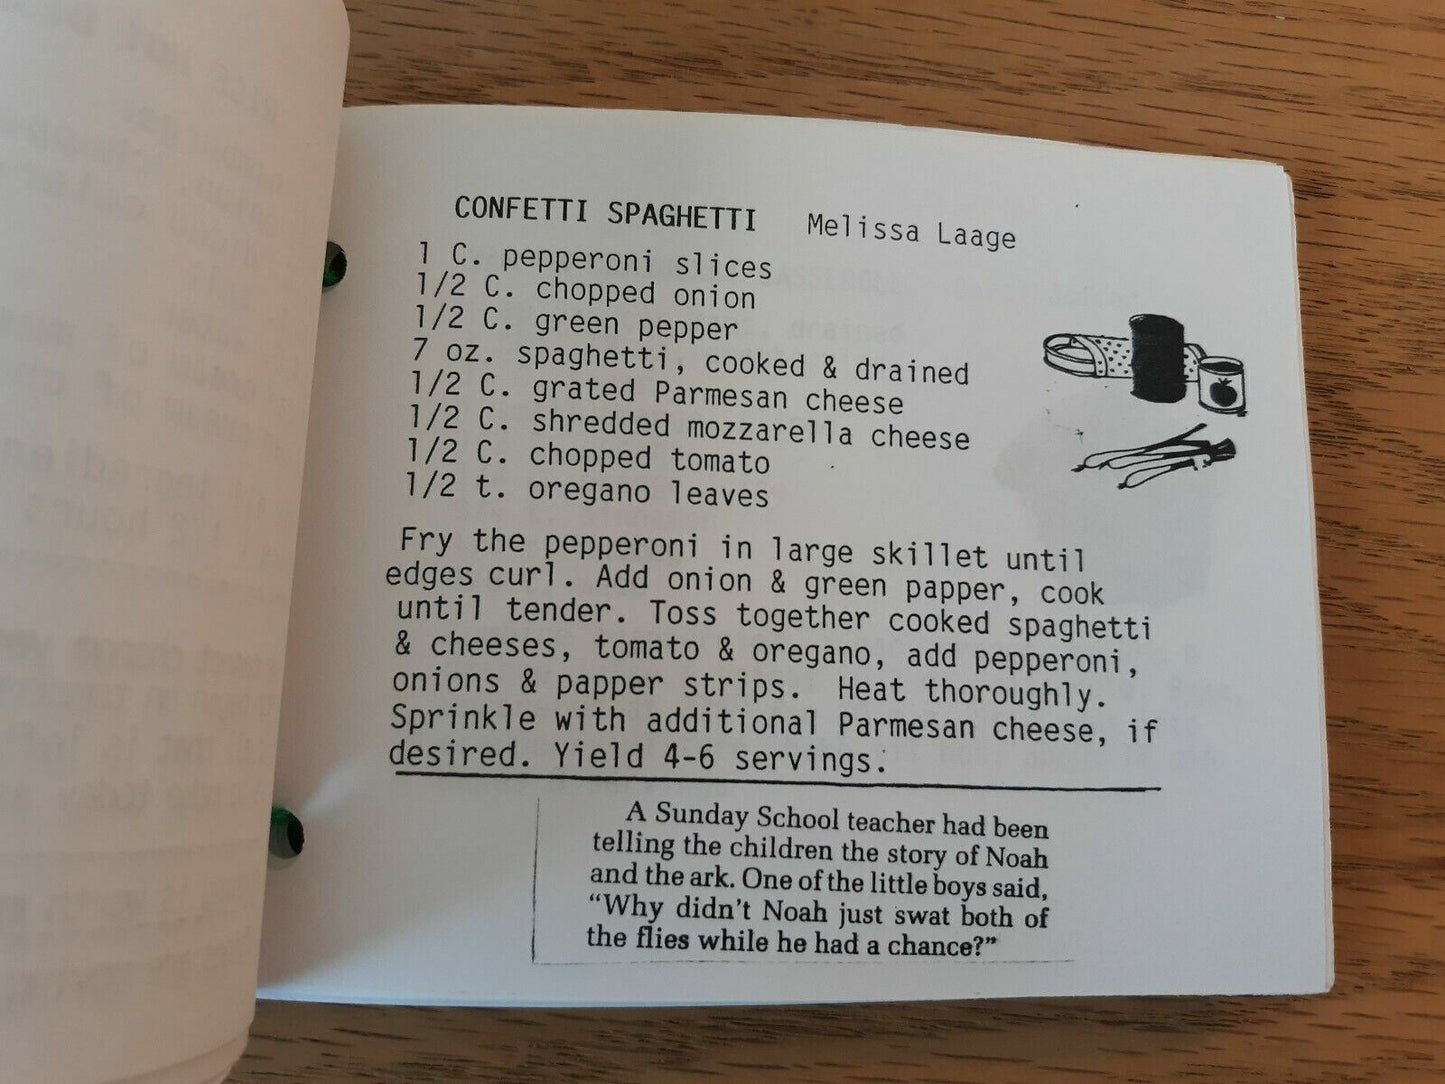 CONFETTI SPAGHETTI Melissa Laage
1 C. pepperoni slices
1/2 C. chopped onion
1/2 C. green pepper
7 oz. spaghetti, cooked & drained
1/2 C. grated Parmesan cheese
1/2 C. shredded mozzarella cheese
1/2 C. chopped tomato
1/2 t. oregano leaves
Fry the pepperoni in large skillet until
edges curl. Add onion & green papper, cook
until tender. Toss together cooked spaghetti
& cheeses, tomato & oregano, add pepperoni,
onions & papper strips. Heat thoroughly.
Sprinkle with additional Parmesan cheese, if
desired. Yield 4-6 servings.
A Sunday School teacher had been
telling the children the story of Noah
and the ark. One of the little boys said,
“Why didn't Noah just swat both of
the flies while he had a chance?”